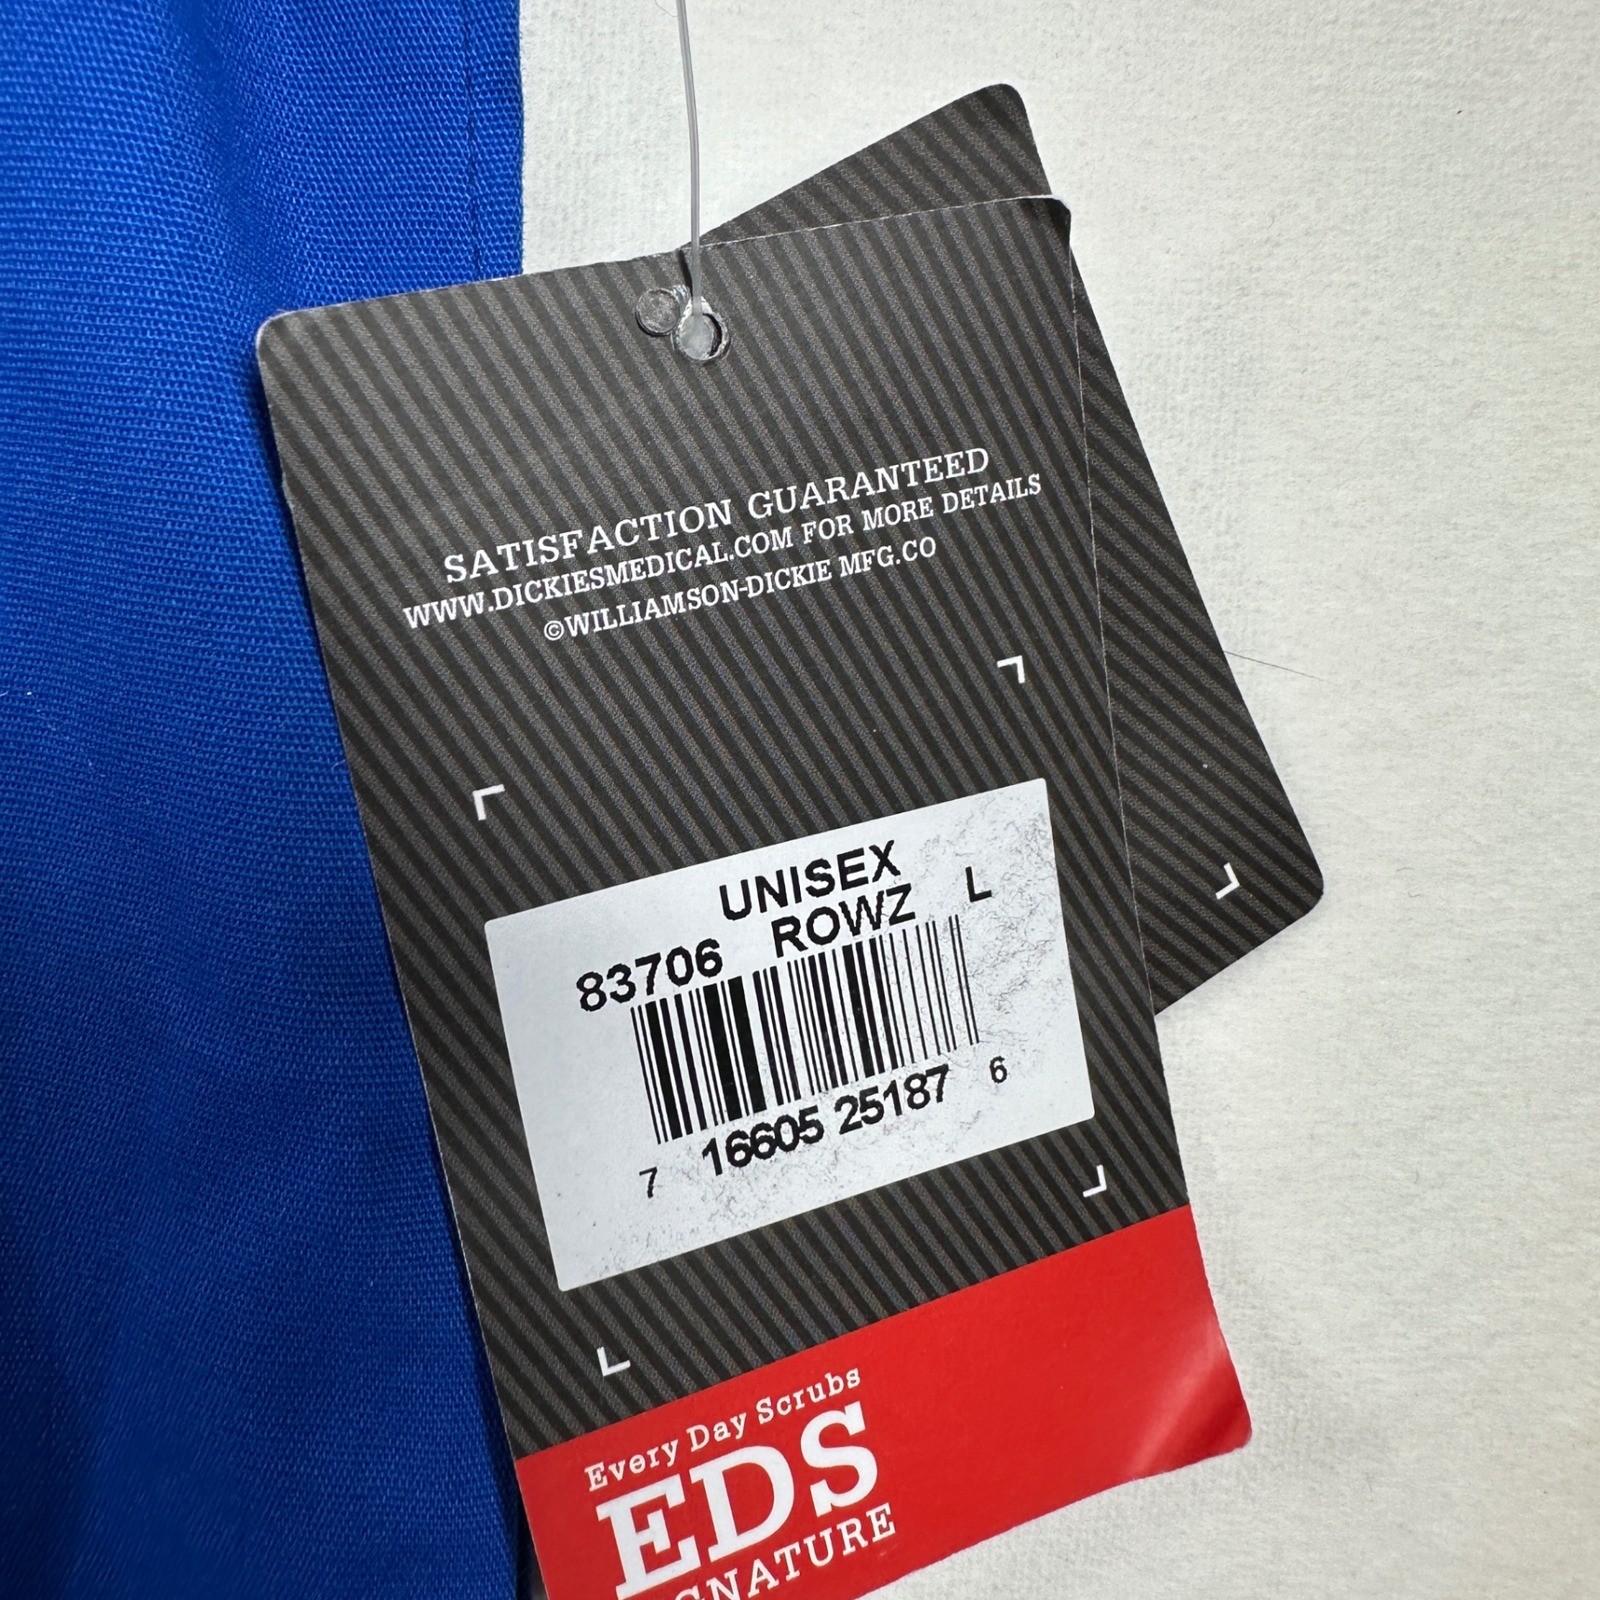 SATISFACTION GUARANTEED
WWW.DICKIESMEDICAL.COM FOR MORE DETAILS
©WILLIAMSON-DICKIE MFG.CO
UNISEX
83706 ROWZ L
7 16605 25187 6
Every Day Scrubs
EDS